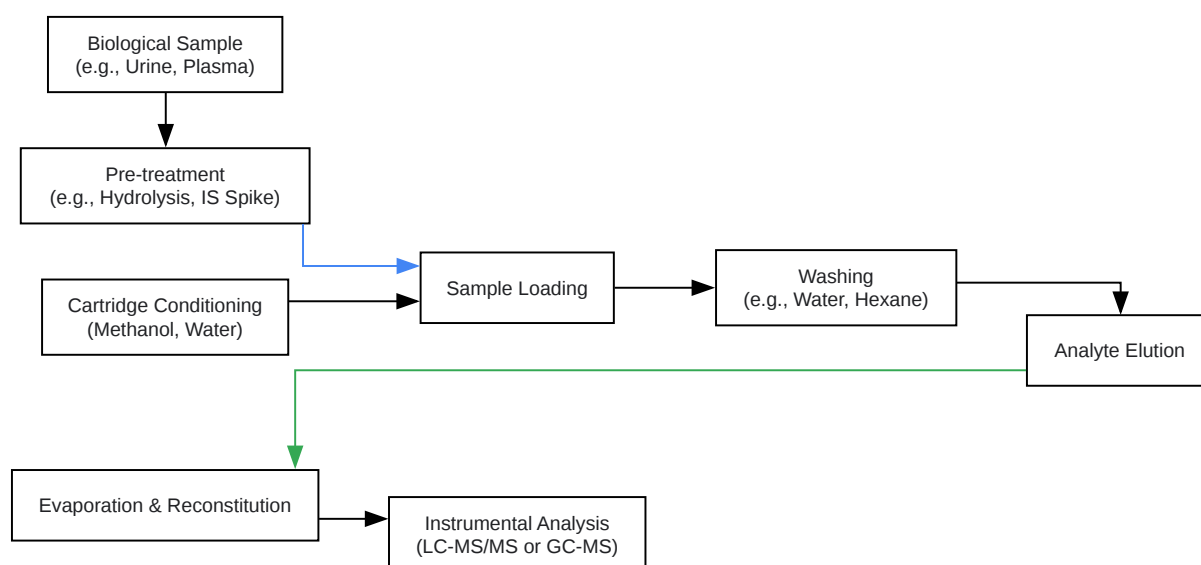 Biological Sample
(e.g., Urine, Plasma)
Pre-treatment
(e.g., Hydrolysis, IS Spike)
Cartridge Conditioning
(Methanol, Water)
Sample Loading
Washing
(e.g., Water, Hexane)
Analyte Elution
Evaporation & Reconstitution
Instrumental Analysis
(LC-MS/MS or GC-MS)